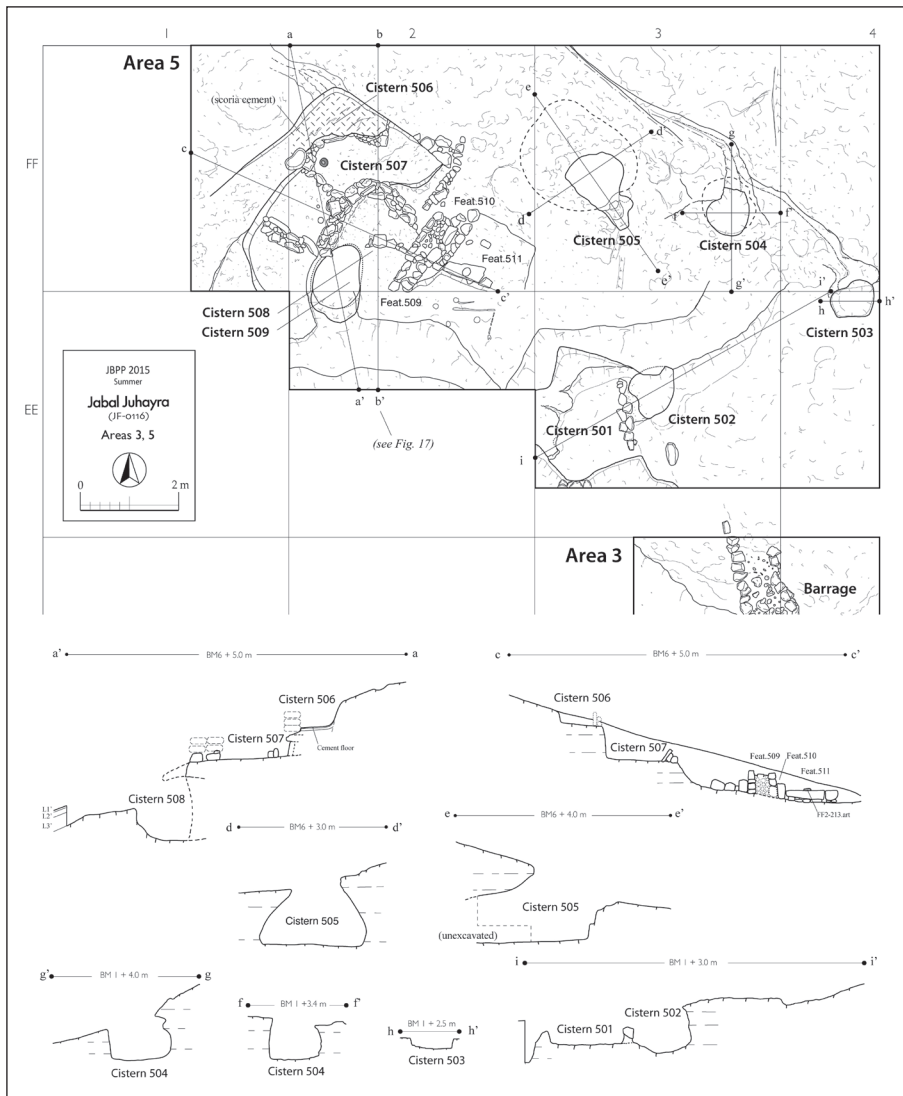 1 2 3 4
a b
Area 5
Cistern 506
(scoria cement)
e
d'
g
c
FF
Cistern 507
Feat.510
d
f f'
Cistern 505
Cistern 504
Feat.511
e'
Feat.509
c'
g'
i'
h h'
Cistern 508
Cistern 509
Cistern 503
JBPP 2015
Summer
Jabal Juhayra
(JF-0116)
Areas 3, 5
0 2 m
EE
a' b'
(see Fig. 17)
Cistern 501
Cistern 502
i
Area 3
Barrage
a' BM6 + 5.0 m a
c BM6 + 5.0 m c'
Cistern 506
Cistern 507
Cement floor
Cistern 508
L1'
L2'
L3'
Cistern 506
Cistern 507
Feat.509
Feat.510
Feat.511
FF2-213.art
d BM6 + 3.0 m d'
e BM6 + 4.0 m e'
Cistern 505
Cistern 505
(unexcavated)
g' BM 1 + 4.0 m g
f BM 1 +3.4 m f'
h BM 1 + 2.5 m h'
i BM 1 + 3.0 m i'
Cistern 504
Cistern 504
Cistern 503
Cistern 501
Cistern 502